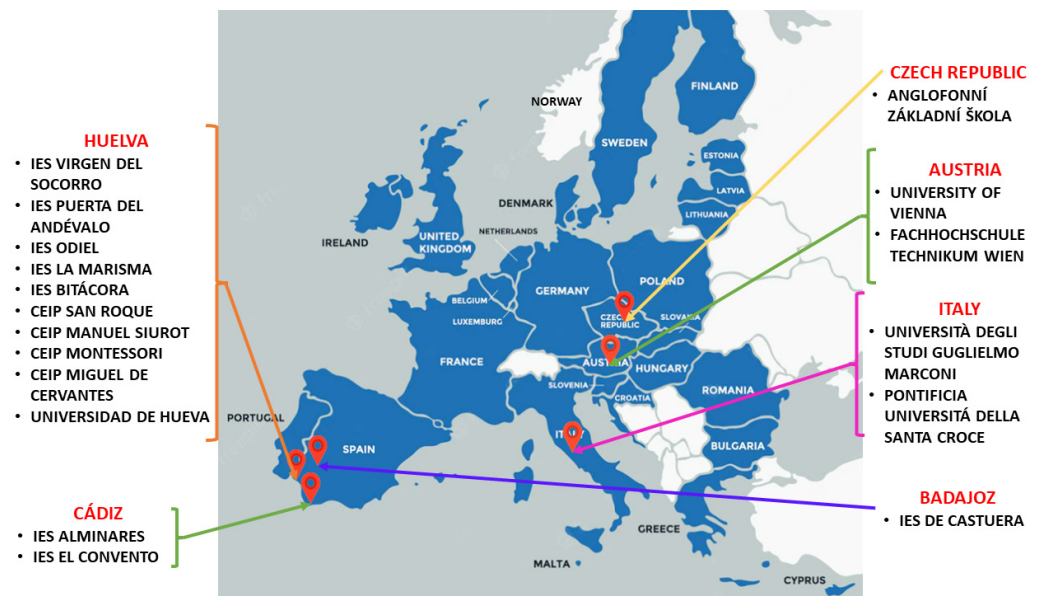 HUELVA
• IES VIRGEN DEL
SOCORRO
• IES PUERTA DEL
ANDÉVALO
• IES ODIEL
• IES LA MARISMA
• IES BITÁCORA
• CEIP SAN ROQUE
• CEIP MANUEL SIUROT
• CEIP MONTESSORI
• CEIP MIGUEL DE
CERVANTES
• UNIVERSIDAD DE HUEVA
CÁDIZ
• IES ALMINARES
• IES EL CONVENTO
NORWAY
FINLAND
SWEDEN
ESTONIA
LATVIA
LITHUANIA
DENMARK
IRELAND
UNITED
KINGDOM
NETHERLANDS
BELGIUM
LUXEMBURG
GERMANY
POLAND
CZECH
REPUBLIC
SLOVAKIA
FRANCE
AUSTRIA
HUNGARY
SLOVENIA
CROATIA
ROMANIA
BULGARIA
ITALY
PORTUGAL
SPAIN
GREECE
MALTA
CYPRUS
CZECH REPUBLIC
• ANGLOFONNÍ
ZÁKLADNÍ ŠKOLA
AUSTRIA
• UNIVERSITY OF
VIENNA
• FACHHOCHSCHULE
TECHNIKUM WIEN
ITALY
• UNIVERSITÀ DEGLI
STUDI GUGLIELMO
MARCONI
• PONTIFICIA
UNIVERSITÁ DELLA
SANTA CROCE
BADAJOZ
• IES DE CASTUERA